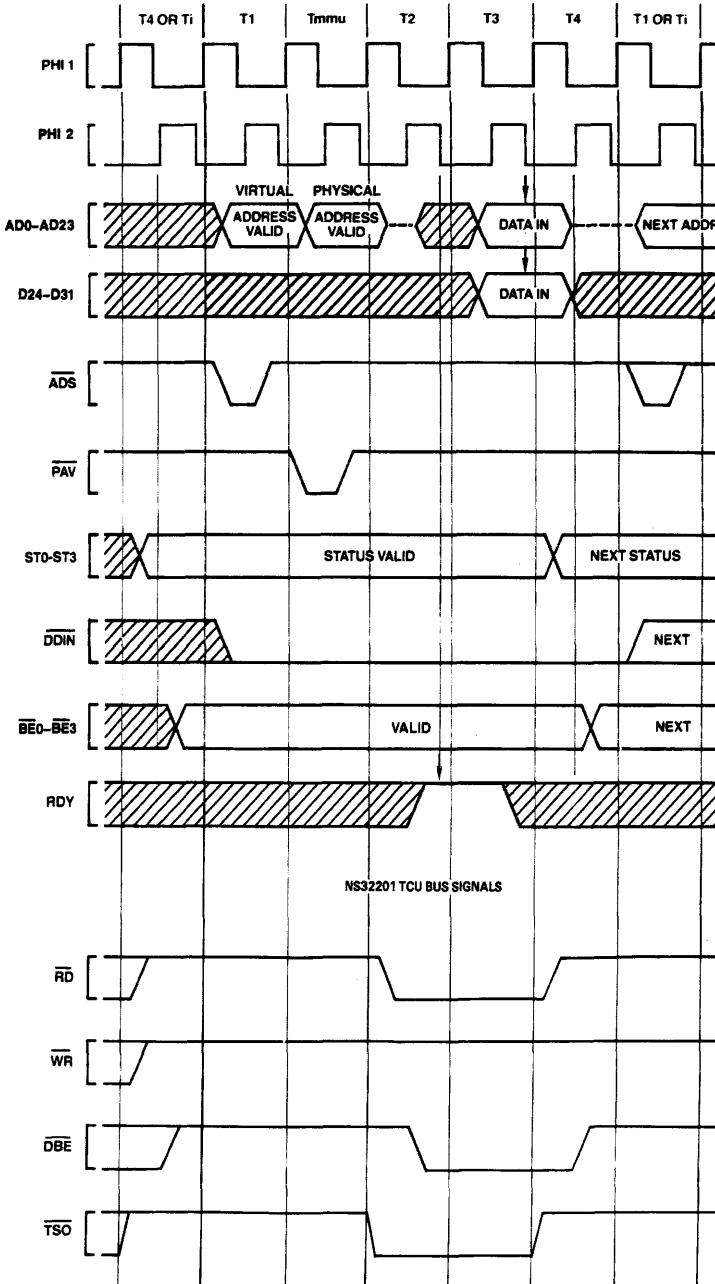 T4 OR Ti T1 Tmmu T2 T3 T4 T1 OR Ti
PHI 1
PHI 2
VIRTUAL PHYSICAL
AD0–AD23 ADDRESS VALID ADDRESS VALID DATA IN NEXT ADDR
D24–D31 DATA IN
ADS
PAV
ST0-ST3 STATUS VALID NEXT STATUS
DDIN NEXT
BE0–BE3 VALID NEXT
RDY
NS32201 TCU BUS SIGNALS
RD
WR
DBE
TSO